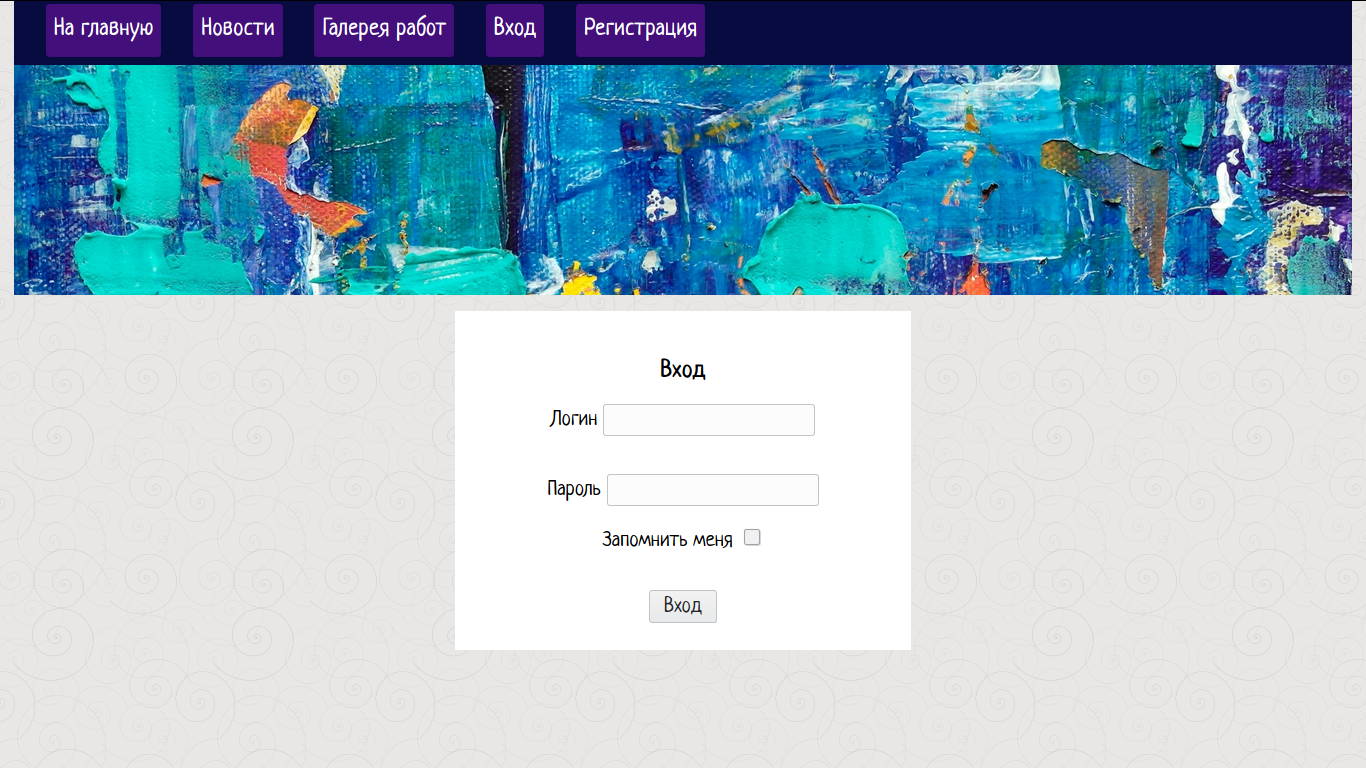 На главную Новости Галерея работ Вход Регистрация
Вход
Логин
Пароль
Запомнить меня
Вход